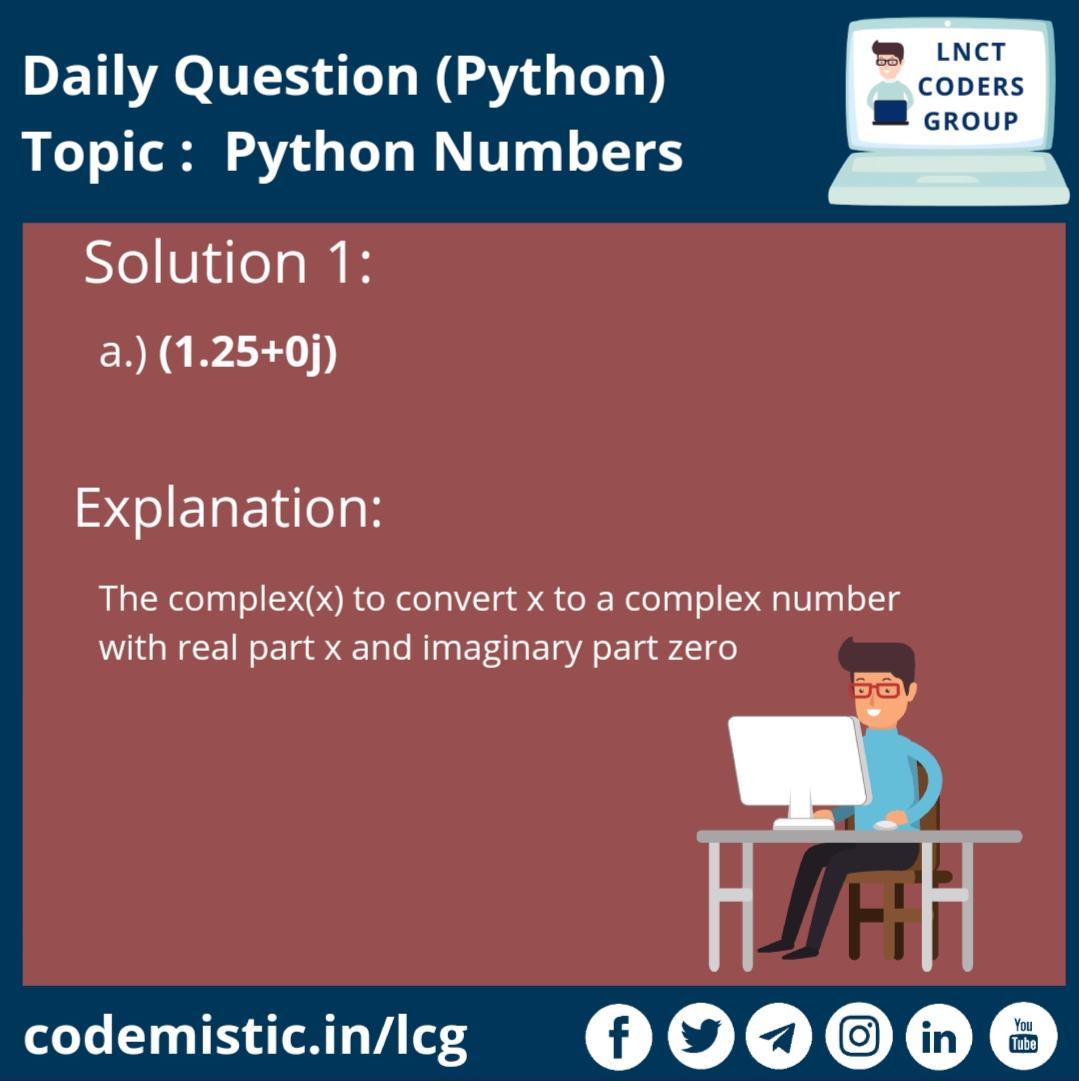 Daily Question (Python)
Topic :  Python Numbers
LNCT
CODERS
GROUP
Solution 1:
a.) (1.25+0j)
Explanation:
The complex(x) to convert x to a complex number
with real part x and imaginary part zero
codemistic.in/lcg
f
in
You
Tube